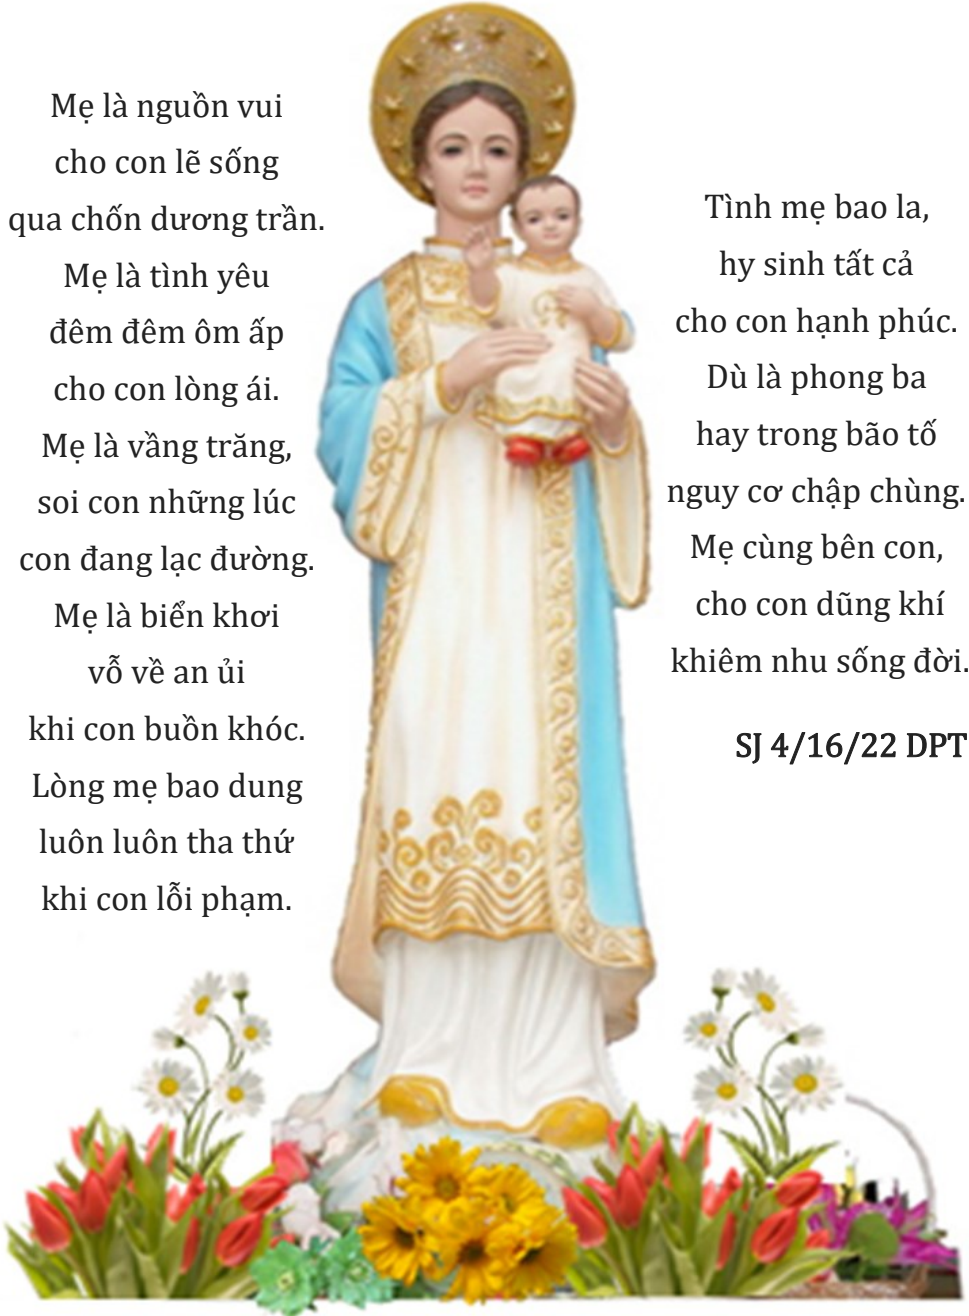 Mẹ là nguồn vui
cho con lẽ sống
qua chốn dương trần.
Mẹ là tình yêu
đêm đêm ôm ấp
cho con lòng ái.
Mẹ là vầng trăng,
soi con những lúc
con đang lạc đường.
Mẹ là biển khơi
vỗ về an ủi
khi con buồn khóc.
Lòng mẹ bao dung
luôn luôn tha thứ
khi con lỗi phạm.
Tình mẹ bao la,
hy sinh tất cả
cho con hạnh phúc.
Dù là phong ba
hay trong bão tố
nguy cơ chập chùng.
Mẹ cùng bên con,
cho con dũng khí
khiêm nhu sống đời.
SJ 4/16/22 DPT